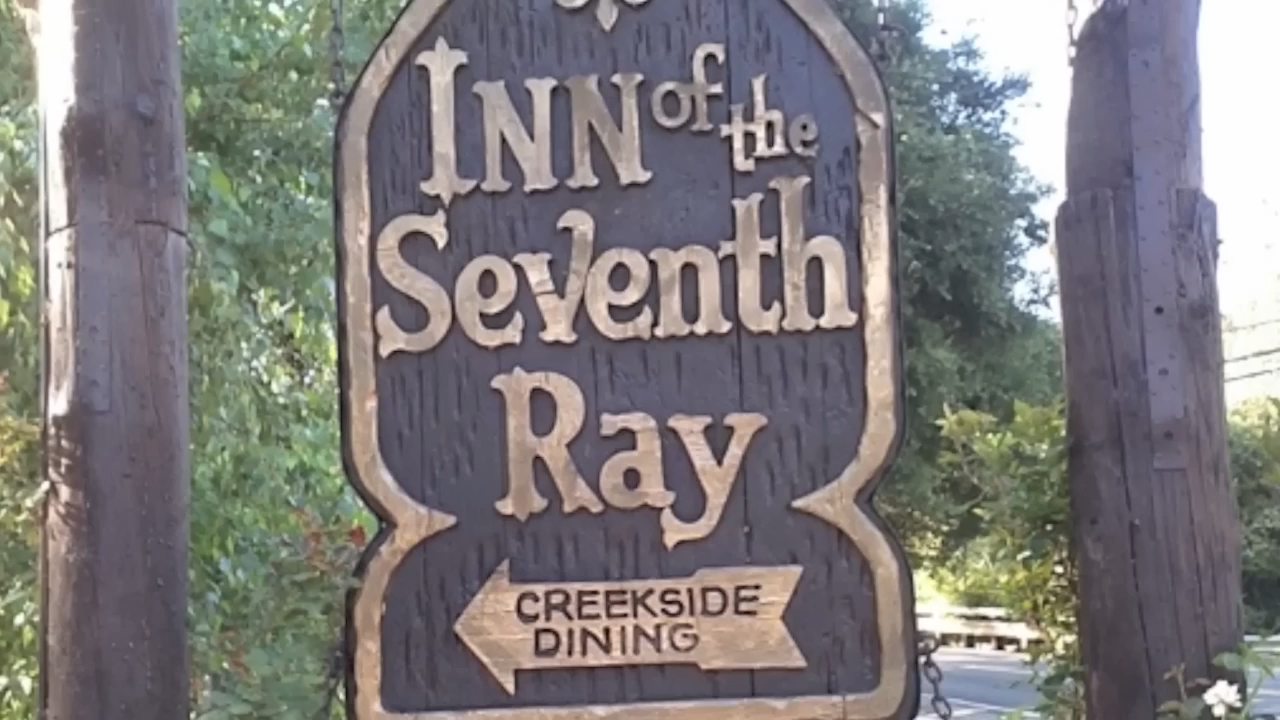 INN of the
Seventh
Ray
CREEKSIDE
DINING